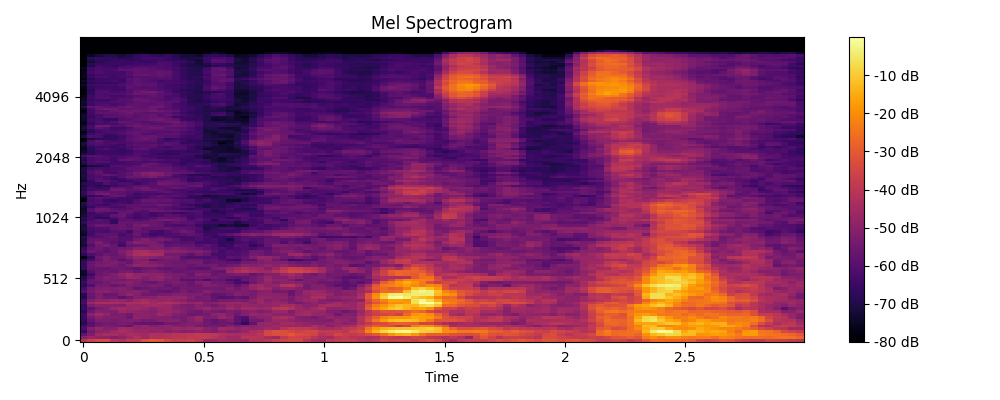 Mel Spectrogram
Hz
4096
2048
1024
512
0
0
0.5
1
1.5
2
2.5
Time
-10 dB
-20 dB
-30 dB
-40 dB
-50 dB
-60 dB
-70 dB
-80 dB